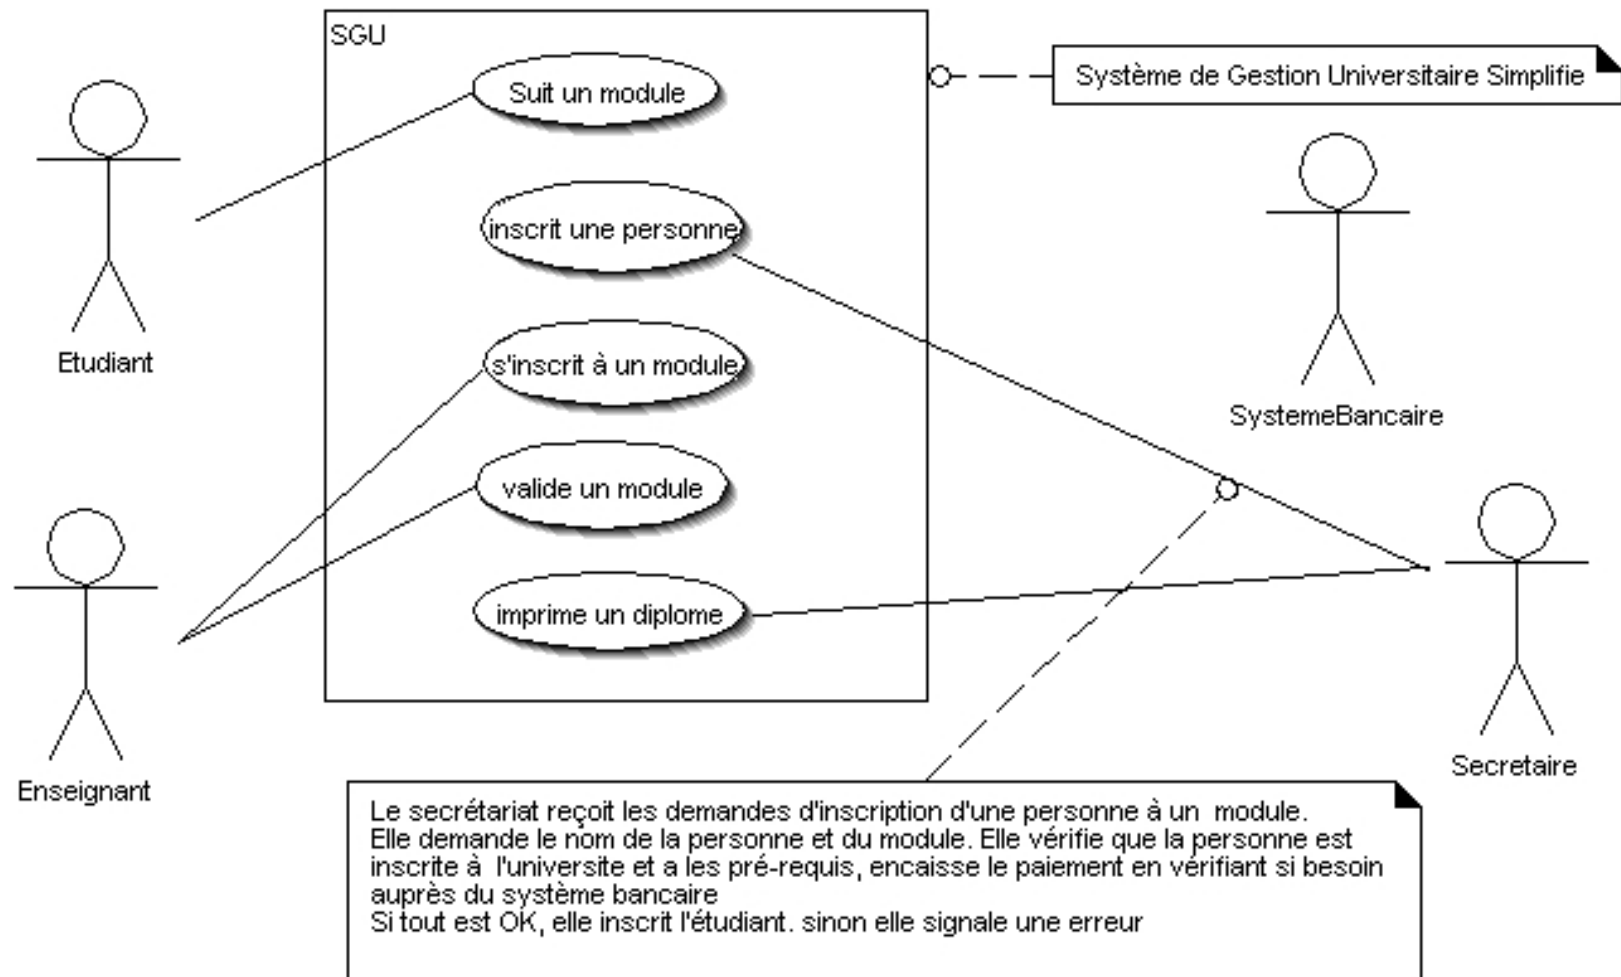 SGU
Suit un module
Système de Gestion Universitaire Simplifie
inscrit une personne
Etudiant
s'inscrit à un module
SystemeBancaire
valide un module
imprime un diplome
Enseignant
Secretaire
Le secrétariat reçoit les demandes d'inscription d'une personne à un module.
Elle demande le nom de la personne et du module. Elle vérifie que la personne est
inscrite à l'universite et a les pré-requis, encaisse le paiement en vérifiant si besoin
auprès du système bancaire
Si tout est OK, elle inscrit l'étudiant. sinon elle signale une erreur